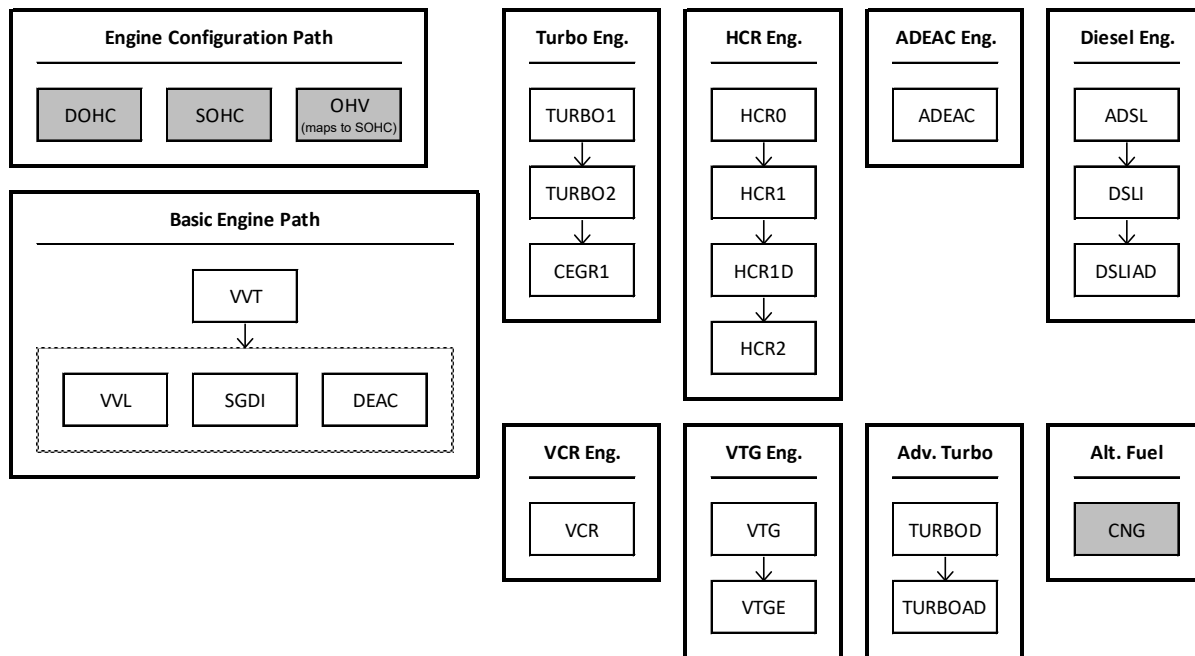 Engine Configuration Path
DOHC
SOHC
OHV
(maps to SOHC)
Basic Engine Path
VVT
VVL
SGDI
DEAC
Turbo Eng.
TURBO1
TURBO2
CEGR1
HCR Eng.
HCR0
HCR1
HCR1D
HCR2
ADEAC Eng.
ADEAC
Diesel Eng.
ADSL
DSLI
DSLIAD
VCR Eng.
VCR
VTG Eng.
VTG
VTGE
Adv. Turbo
TURBOD
TURBOAD
Alt. Fuel
CNG